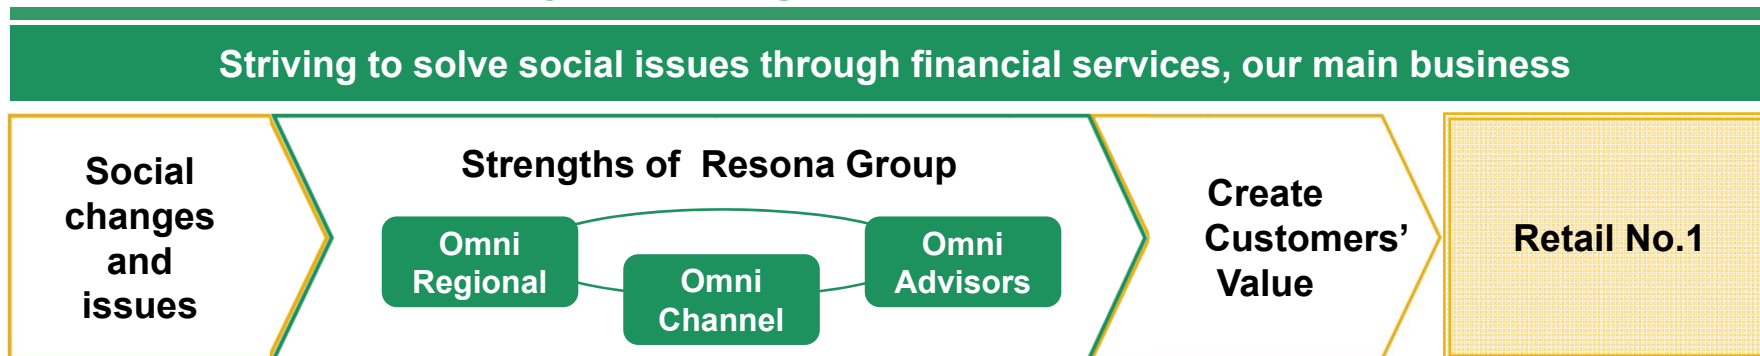 Striving to solve social issues through financial services, our main business
Social
changes
and
issues
Strengths of Resona Group
Omni
Regional
Omni
Channel
Omni
Advisors
Create
Customers’
Value
Retail No.1